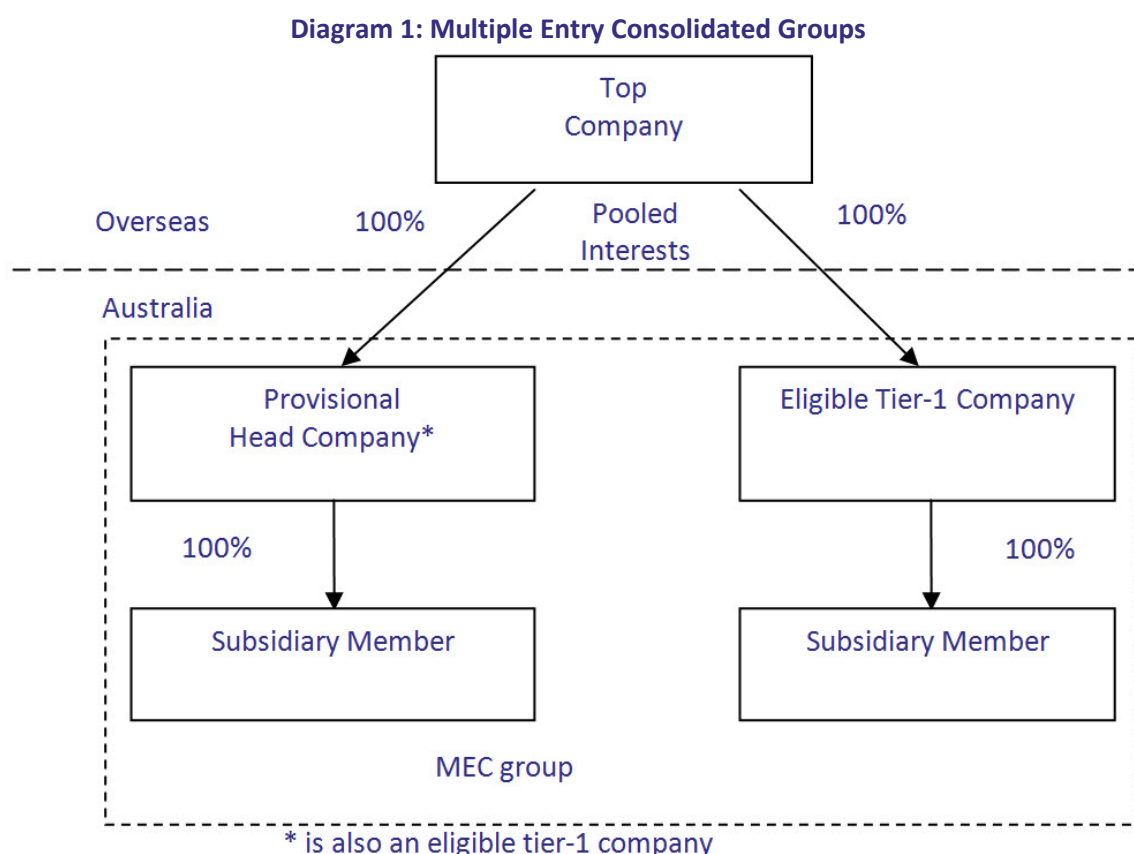 Diagram 1: Multiple Entry Consolidated Groups
Top
Company
Overseas
100%
Pooled
Interests
100%
Australia
Provisional
Head Company*
Eligible Tier-1 Company
100%
100%
Subsidiary Member
Subsidiary Member
MEC group
* is also an eligible tier-1 company